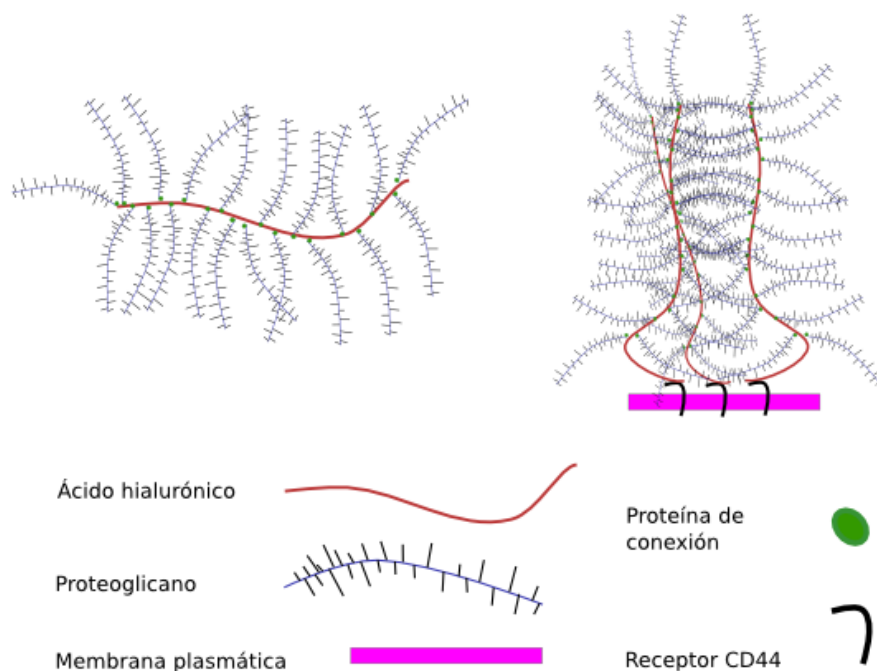 Ácido hialurónico
Proteoglicano
Membrana plasmática
Proteína de
conexión
Receptor CD44